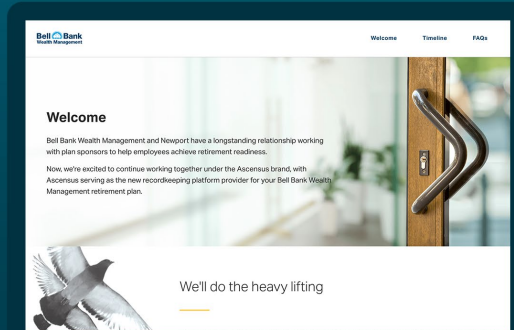 Bell Bank
Wealth Management
Welcome
Timeline
FAQs
Welcome
Bell Bank Wealth Management and Newport have a longstanding relationship working
with plan sponsors to help employees achieve retirement readiness.
Now, we're excited to continue working together under the Ascensus brand, with
Ascensus serving as the new recordkeeping platform provider for your Bell Bank Wealth
Management retirement plan.
We'll do the heavy lifting